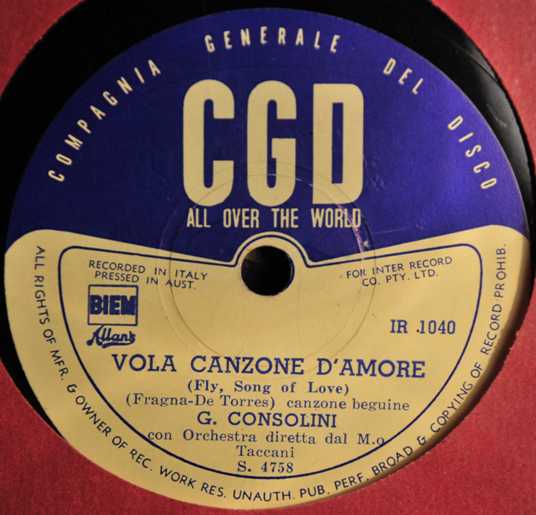 COMPAGNIA GENERALE DEL DISCO
CGD
ALL OVER THE WORLD
RECORDED IN ITALY
PRESSED IN AUST.
FOR INTER RECORD
CO. PTY. LTD.
BIEM
Allan's
IR .1040
VOLA CANZONE D'AMORE
(Fly, Song of Love)
(Fragna-De Torres) canzone beguine
G. CONSOLINI
con Orchestra diretta dal M.o
Taccani
S. 4758
ALL RIGHTS OF MFR. & OWNER OF REC. WORK RES. UNAUTH. PUB. PERF. BROAD & COPYING OF RECORD PROHIB.